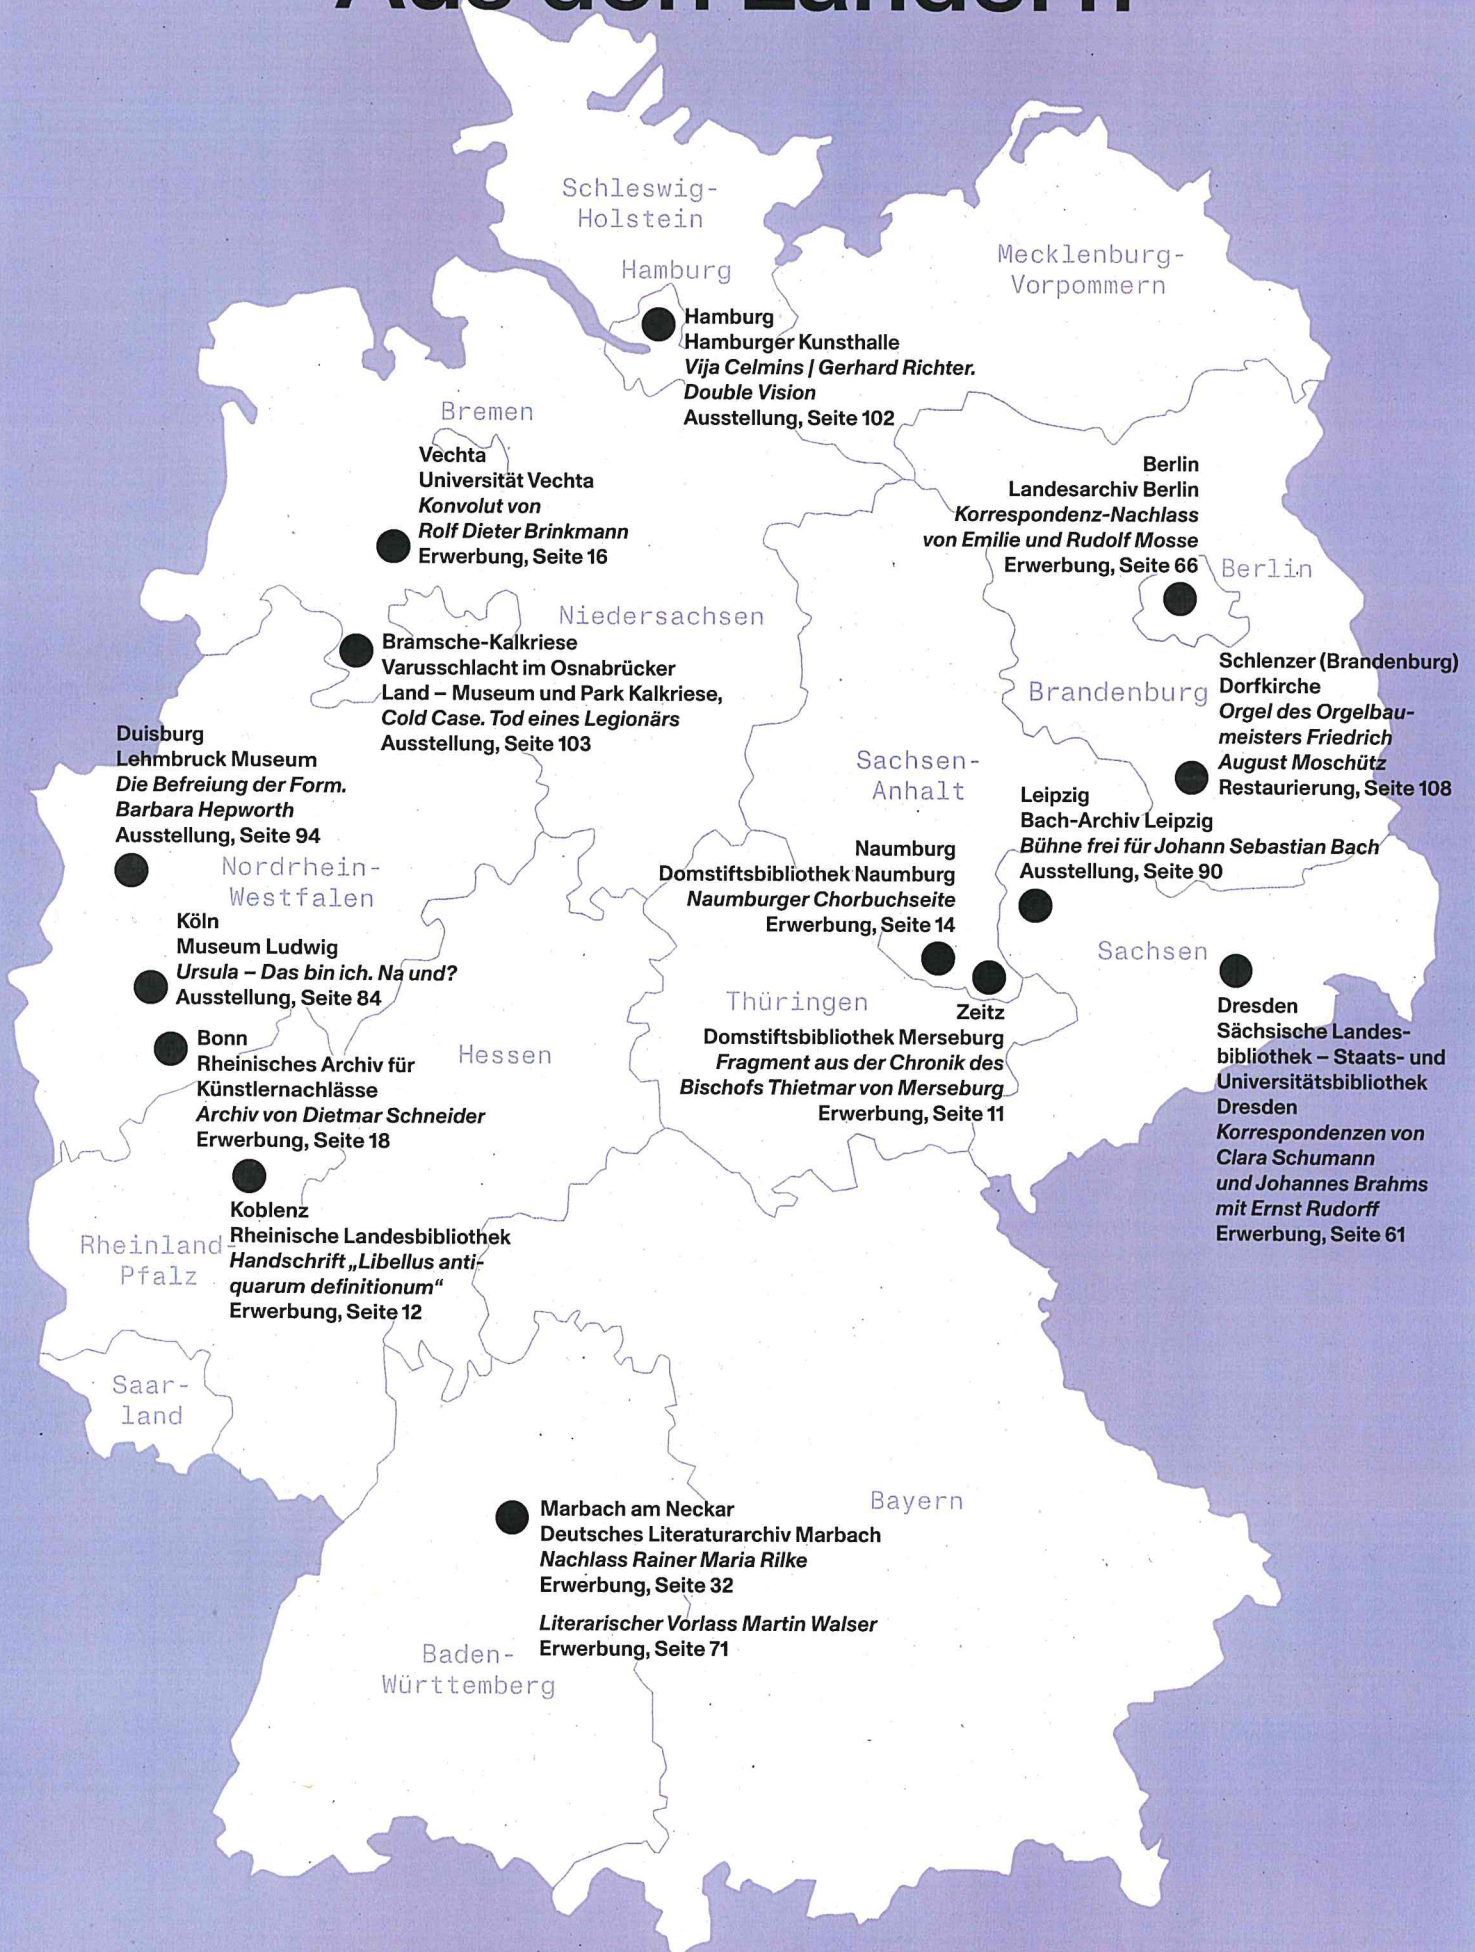 Aus den Ländern
Schleswig-
Holstein
Hamburg
Mecklenburg-
Vorpommern
Hamburg
Hamburger Kunsthalle
Vija Celmins / Gerhard Richter.
Double Vision
Ausstellung, Seite 102
Bremen
Vechta
Universität Vechta
Konvolut von
Rolf Dieter Brinkmann
Erwerbung, Seite 16
Berlin
Landesarchiv Berlin
Korrespondenz-Nachlass
von Emilie und Rudolf Mosse
Erwerbung, Seite 66
Berlin
Niedersachsen
Bramsche-Kalkriese
Varusschlacht im Osnabrücker
Land – Museum und Park Kalkriese,
Cold Case. Tod eines Legionärs
Ausstellung, Seite 103
Brandenburg
Schlenzer (Brandenburg)
Dorfkirche
Orgel des Orgelbau-
meisters Friedrich
August Moschütz
Restaurierung, Seite 108
Duisburg
Lehmbruck Museum
Die Befreiung der Form.
Barbara Hepworth
Ausstellung, Seite 94
Sachsen-
Anhalt
Leipzig
Bach-Archiv Leipzig
Bühne frei für Johann Sebastian Bach
Ausstellung, Seite 90
Nordrhein-
Westfalen
Naumburg
Domstiftsbibliothek Naumburg
Naumburger Chorbuchseite
Erwerbung, Seite 14
Köln
Museum Ludwig
Ursula – Das bin ich. Na und?
Ausstellung, Seite 84
Sachsen
Thüringen
Zeitz
Domstiftsbibliothek Merseburg
Fragment aus der Chronik des
Bischofs Thietmar von Merseburg
Erwerbung, Seite 11
Dresden
Sächsische Landes-
bibliothek – Staats- und
Universitätsbibliothek
Dresden
Korrespondenzen von
Clara Schumann
und Johannes Brahms
mit Ernst Rudorff
Erwerbung, Seite 61
Bonn
Rheinisches Archiv für
Künstlernachlässe
Archiv von Dietmar Schneider
Erwerbung, Seite 18
Hessen
Koblenz
Rheinische Landesbibliothek
Handschrift „Libellus anti-
quarum definitionum“
Erwerbung, Seite 12
Rheinland-
Pfalz
Saar-
land
Marbach am Neckar
Deutsches Literaturarchiv Marbach
Nachlass Rainer Maria Rilke
Erwerbung, Seite 32
Literarischer Vorlass Martin Walser
Erwerbung, Seite 71
Bayern
Baden-
Württemberg